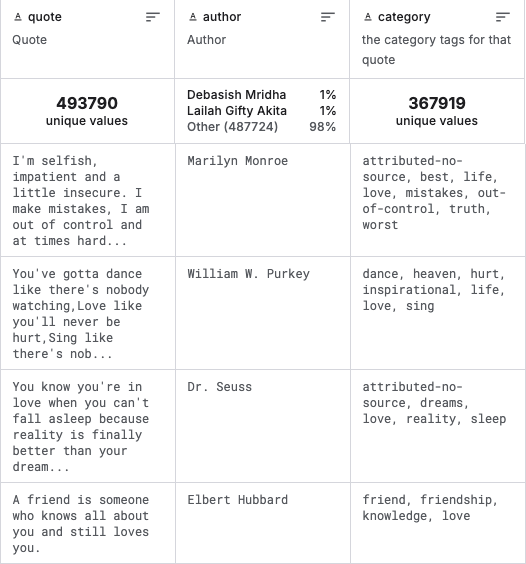 quote
Quote
author
Author
category
the category tags for that
quote
493790
unique values
Debasish Mridha 1%
Lailah Gifty Akita 1%
Other (487724) 98%
367919
unique values
I'm selfish,
impatient and a
little insecure. I
make mistakes, I am
out of control and
at times hard...
Marilyn Monroe
attributed-no-
source, best, life,
love, mistakes, out-
of-control, truth,
worst
You've gotta dance
like there's nobody
watching,Love like
you'll never be
hurt,Sing like
there's nob...
William W. Purkey
dance, heaven, hurt,
inspirational, life,
love, sing
You know you're in
love when you can't
fall asleep because
reality is finally
better than your
dream...
Dr. Seuss
attributed-no-
source, dreams,
love, reality, sleep
A friend is someone
who knows all about
you and still loves
you.
Elbert Hubbard
friend, friendship,
knowledge, love